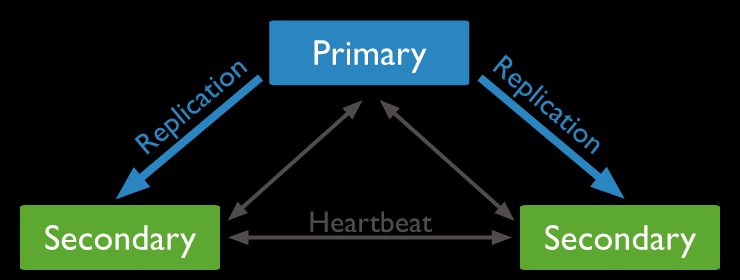 Primary
Replication
Replication
Heartbeat
Secondary
Secondary